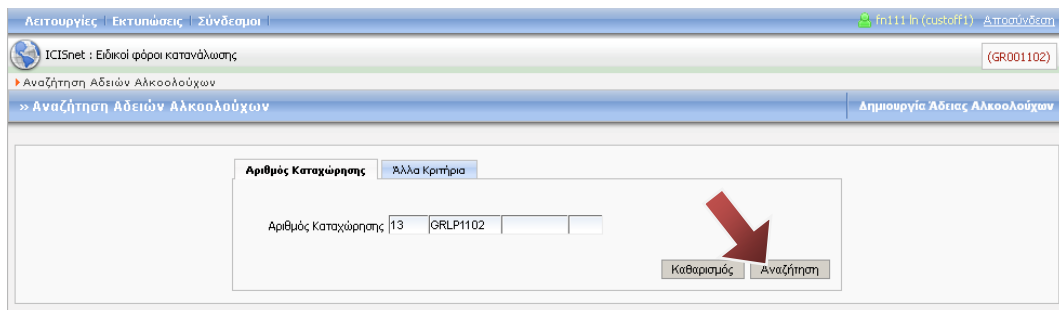 Λειτουργίες | Εκτυπώσεις | Σύνδεσμοι | fn111 ln (custoff1) Αποσύνδεση
ICISnet : Ειδικοί φόροι κατανάλωσης (GR001102)
Αναζήτηση Αδειών Αλκοολούχων
» Αναζήτηση Αδειών Αλκοολούχων Δημιουργία Άδειας Αλκοολούχων
Αριθμός Καταχώρησης Άλλα Κριτήρια
Αριθμός Καταχώρησης 13 GRLP1102
Καθαρισμός Αναζήτηση